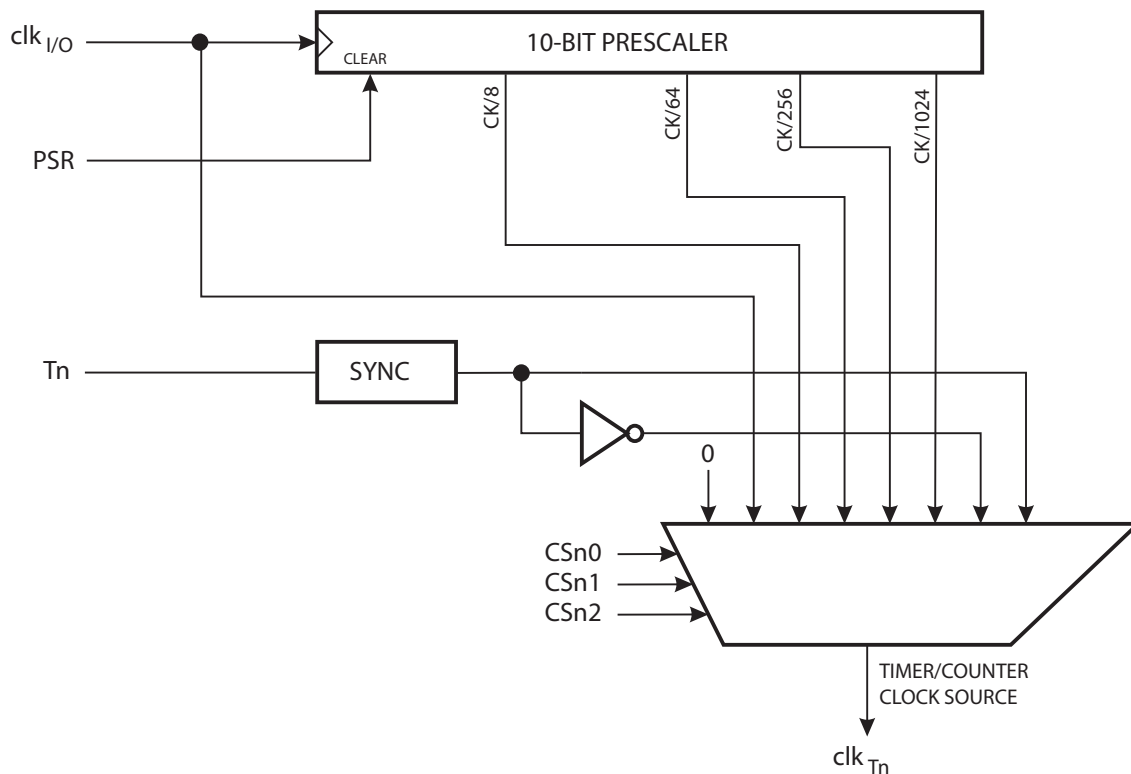 clk I/O
10-BIT PRESCALER
CLEAR
CK/8
CK/64
CK/256
CK/1024
PSR
Tn
SYNC
0
CSn0
CSn1
CSn2
TIMER/COUNTER
CLOCK SOURCE
clk Tn